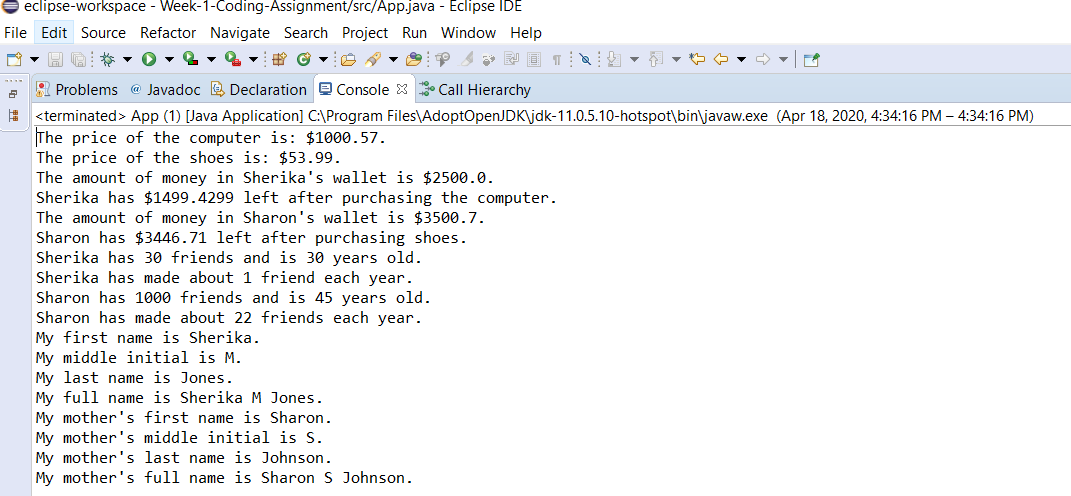 eclipse-workspace - Week-1-Coding-Assignment/src/App.java - Eclipse IDE
File Edit Source Refactor Navigate Search Project Run Window Help
Problems @ Javadoc Declaration Console Call Hierarchy
<terminated> App (1) [Java Application] C:\Program Files\AdoptOpenJDK\jdk-11.0.5.10-hotspot\bin\javaw.exe (Apr 18, 2020, 4:34:16 PM – 4:34:16 PM)
The price of the computer is: $1000.57.
The price of the shoes is: $53.99.
The amount of money in Sherika's wallet is $2500.0.
Sherika has $1499.4299 left after purchasing the computer.
The amount of money in Sharon's wallet is $3500.7.
Sharon has $3446.71 left after purchasing shoes.
Sherika has 30 friends and is 30 years old.
Sherika has made about 1 friend each year.
Sharon has 1000 friends and is 45 years old.
Sharon has made about 22 friends each year.
My first name is Sherika.
My middle initial is M.
My last name is Jones.
My full name is Sherika M Jones.
My mother's first name is Sharon.
My mother's middle initial is S.
My mother's last name is Johnson.
My mother's full name is Sharon S Johnson.